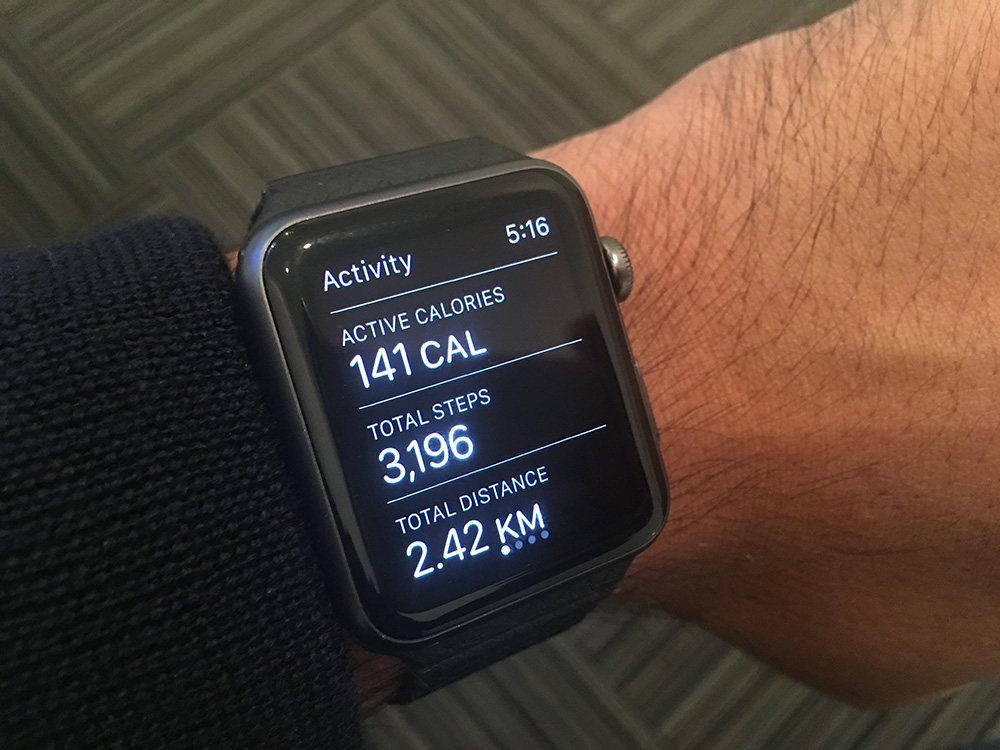 5:16
Activity
ACTIVE CALORIES
141 CAL
TOTAL STEPS
3,196
TOTAL DISTANCE
2.42 KM